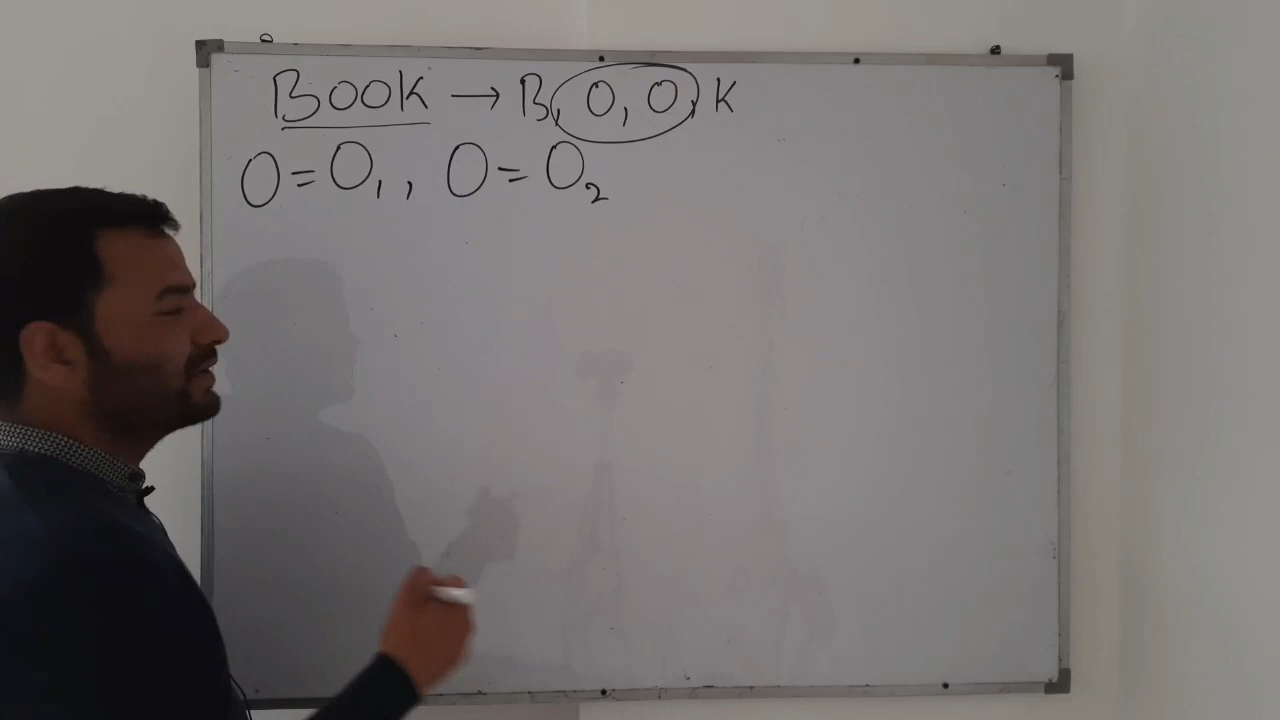 BOOK → B, O, O, K
O = O₁, O = O₂